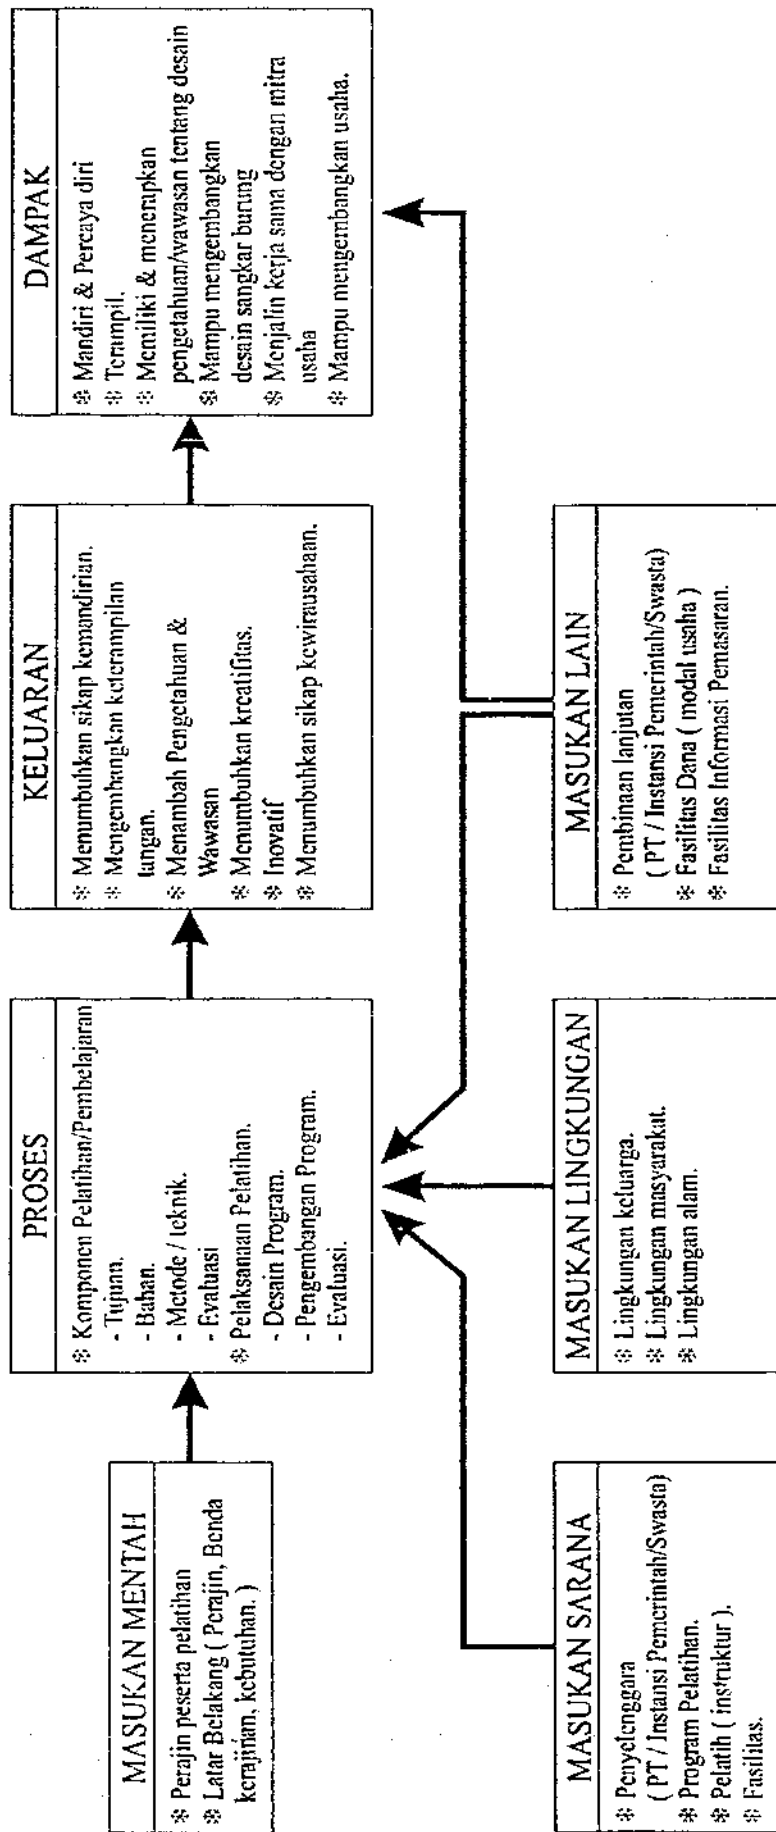 MASUKAN MENTAH
❉ Perajin peserta pelatihan
❉ Latar Belakang ( Perajin, Benda
kerajinan, kebutuhan. )
PROSES
❉ Komponen Pelatihan/Pembelajaran
- Tujuan.
- Bahan.
- Metode / teknik.
- Evaluasi
❉ Pelaksanaan Pelatihan.
- Desain Program.
- Pengembangan Program.
- Evaluasi.
KELUARAN
❉ Menumbuhkan sikap kemandirian.
❉ Mengembangkan keterampilan
tangan.
❉ Menambah Pengetahuan &
Wawasan
❉ Menumbuhkan kreatifitas.
❉ Inovatif
❉ Menumbuhkan sikap kewirausahaan.
DAMPAK
❉ Mandiri & Percaya diri
❉ Terampil.
❉ Memiliki & menerapkan
pengetahuan/wawasan tentang desain
❉ Mampu mengembangkan
desain sangkar burung
❉ Menjalin kerja sama dengan mitra
usaha
❉ Mampu mengembangkan usaha.
MASUKAN SARANA
❉ Penyelenggara
( PT / Instansi Pemerintah/Swasta)
❉ Program Pelatihan.
❉ Pelatih ( instruktur ).
❉ Fasilitas.
MASUKAN LINGKUNGAN
❉ Lingkungan keluarga.
❉ Lingkungan masyarakat.
❉ Lingkungan alam.
MASUKAN LAIN
❉ Pembinaan lanjutan
( PT / Instansi Pemerintah/Swasta)
❉ Fasilitas Dana ( modal usaha )
❉ Fasilitas Informasi Pemasaran.